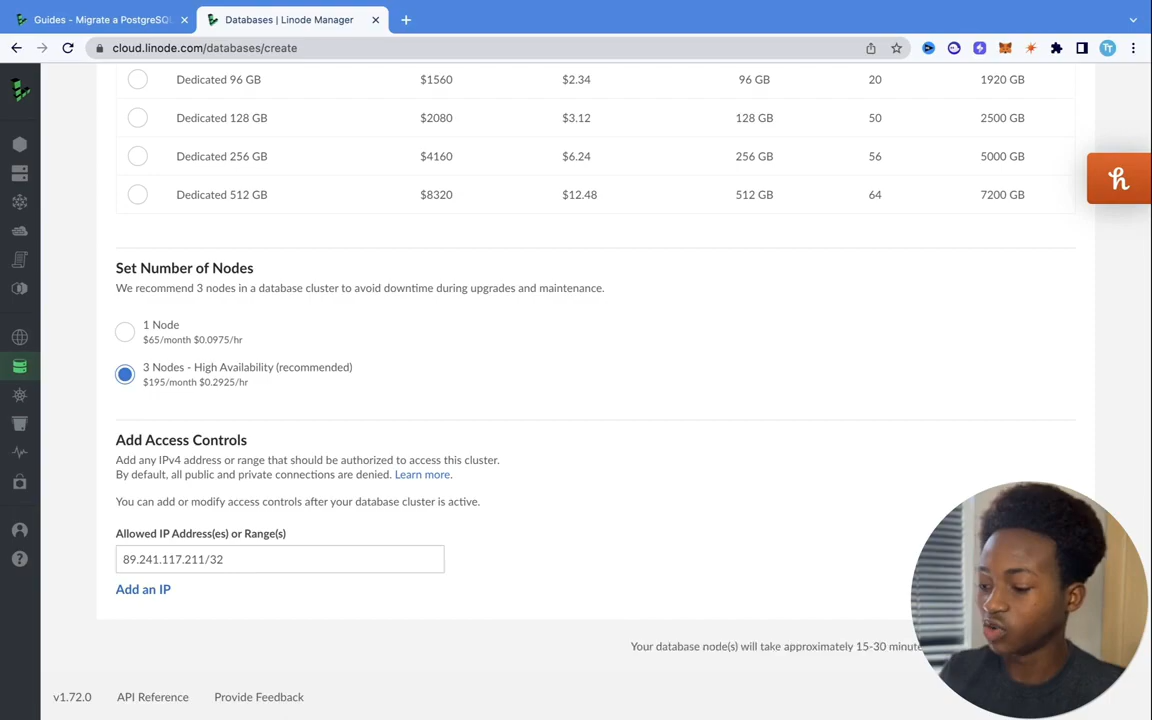 Guides - Migrate a PostgreSQL
Databases | Linode Manager
cloud.linode.com/databases/create
TT
Dedicated 96 GB $1560 $2.34 96 GB 20 1920 GB
Dedicated 128 GB $2080 $3.12 128 GB 50 2500 GB
Dedicated 256 GB $4160 $6.24 256 GB 56 5000 GB
Dedicated 512 GB $8320 $12.48 512 GB 64 7200 GB
h
Set Number of Nodes
We recommend 3 nodes in a database cluster to avoid downtime during upgrades and maintenance.
1 Node
$65/month $0.0975/hr
3 Nodes - High Availability (recommended)
$195/month $0.2925/hr
Add Access Controls
Add any IPv4 address or range that should be authorized to access this cluster.
By default, all public and private connections are denied. Learn more.
You can add or modify access controls after your database cluster is active.
Allowed IP Address(es) or Range(s)
89.241.117.211/32
Add an IP
Your database node(s) will take approximately 15-30 minute
v1.72.0 API Reference Provide Feedback